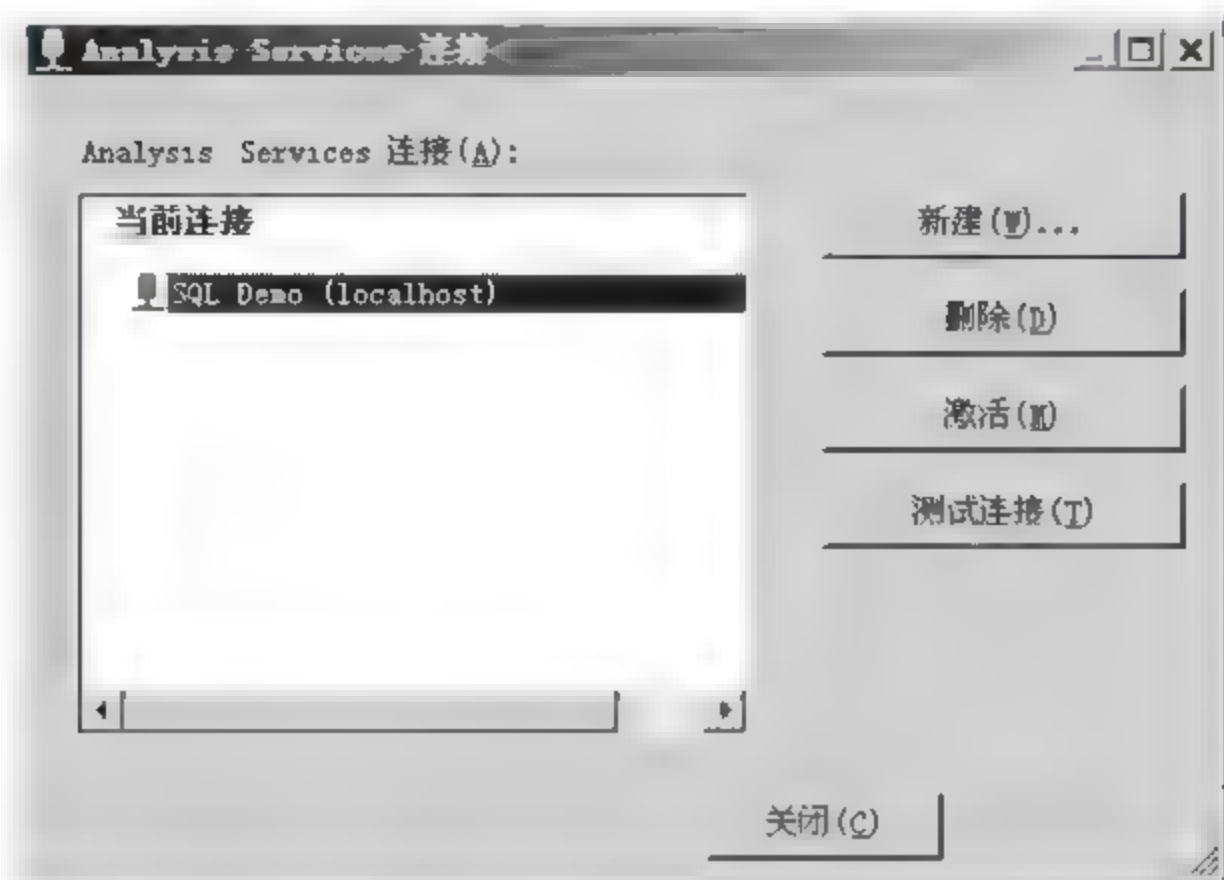 Analysis Services 连接
Analysis Services 连接(A):
当前连接
SQL Demo (localhost)
新建(W)...
删除(D)
激活(M)
测试连接(T)
关闭(C)